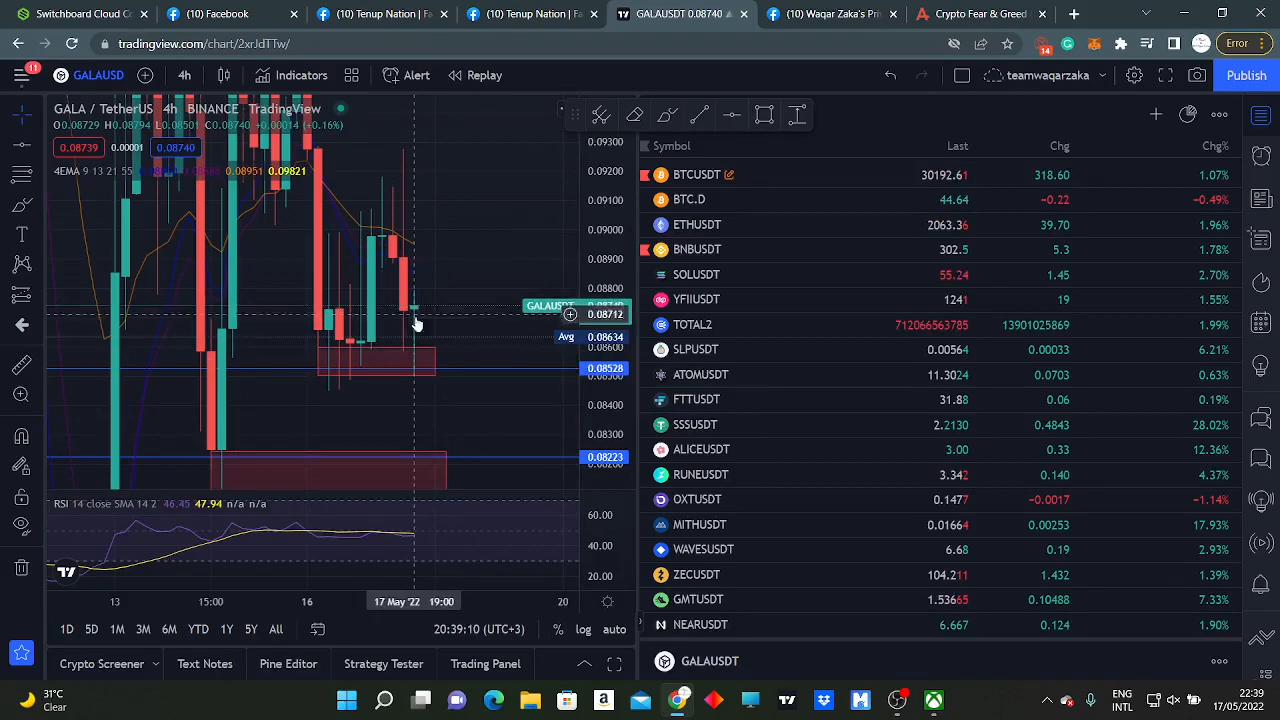 Switchboard Cloud
(10) Facebook
(10) Tenup Nation | Fa
(10) Tenup Nation | Fa
GALAUSDT 0.08740
(10) Waqar Zaka's Pri
Crypto Fear & Greed
tradingview.com/chart/2xrJdTTw/
14
Error
11
GALAUSD
4h
Indicators
Alert
Replay
teamwaqarzaka
Publish
GALA / TetherUS 4h BINANCE TradingView
O0.08729 H0.08794 L0.08501 C0.08740 +0.00014 (+0.16%)
0.08739 0.00001 0.08740
4EMA 9 13 21 55 0.08951 0.09821
0.09300
0.09200
0.09100
0.09000
0.08900
0.08800
GALAUSDT
0.08712
Avg 0.08634
0.08600
0.08528
0.08400
0.08300
0.08223
RSI 14 close SMA 14 2 46.45 47.94 n/a n/a
60.00
40.00
20.00
13 15:00 16 17 May '22 19:00 20
1D 5D 1M 3M 6M YTD 1Y 5Y All
20:39:10 (UTC+3) % log auto
Crypto Screener Text Notes Pine Editor Strategy Tester Trading Panel
Symbol Last Chg Chg%
BTCUSDT 30192.61 318.60 1.07%
BTC.D 44.64 −0.22 −0.49%
ETHUSDT 2063.36 39.70 1.96%
BNBUSDT 302.5 5.3 1.78%
SOLUSDT 55.24 1.45 2.70%
YFIIUSDT 1241 19 1.55%
TOTAL2 712066563785 13901025869 1.99%
SLPUSDT 0.00564 0.00033 6.21%
ATOMUSDT 11.3024 0.0703 0.63%
FTTUSDT 31.88 0.06 0.19%
SSSUSDT 2.2130 0.4843 28.02%
ALICEUSDT 3.00 0.33 12.36%
RUNEUSDT 3.342 0.140 4.37%
OXTUSDT 0.1477 −0.0017 −1.14%
MITHUSDT 0.01664 0.00253 17.93%
WAVESUSDT 6.68 0.19 2.93%
ZECUSDT 104.211 1.432 1.39%
GMTUSDT 1.53665 0.10488 7.33%
NEARUSDT 6.667 0.124 1.90%
GALAUSDT
31°C
Clear
ENG
INTL
22:39
17/05/2022